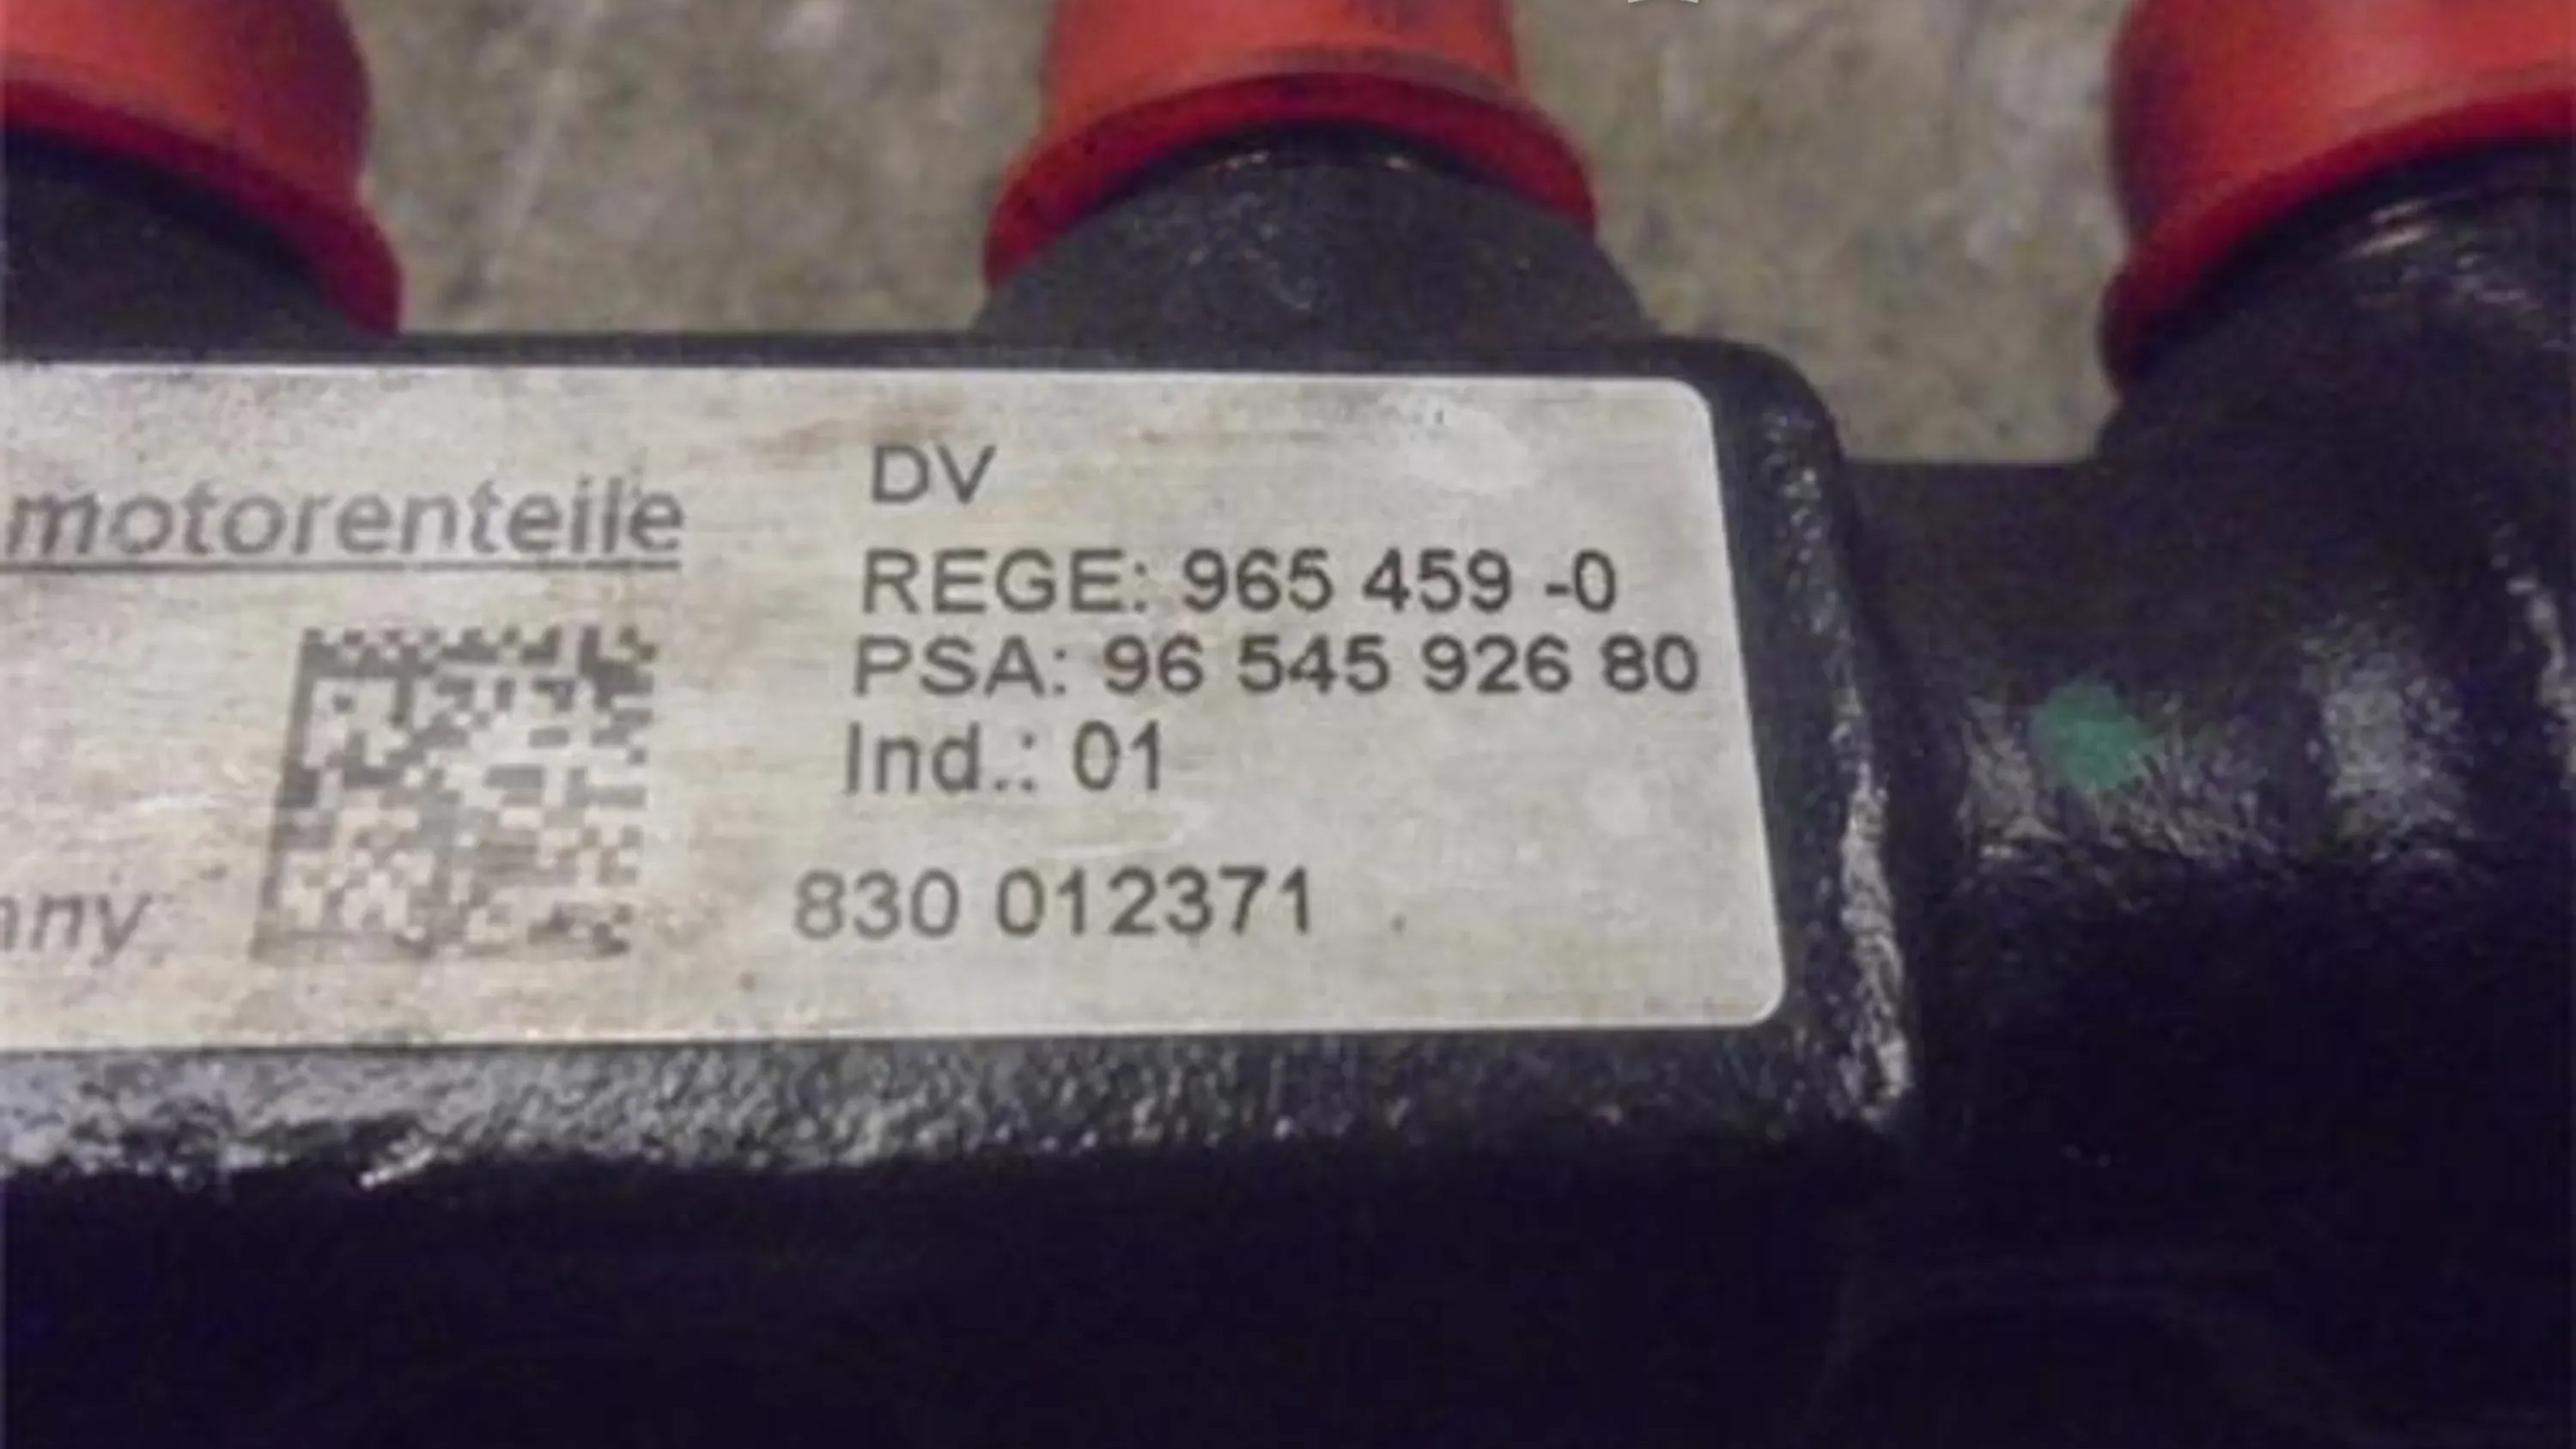 motorenteile
DV
REGE: 965 459 -0
PSA: 96 545 926 80
Ind.: 01
830 012371